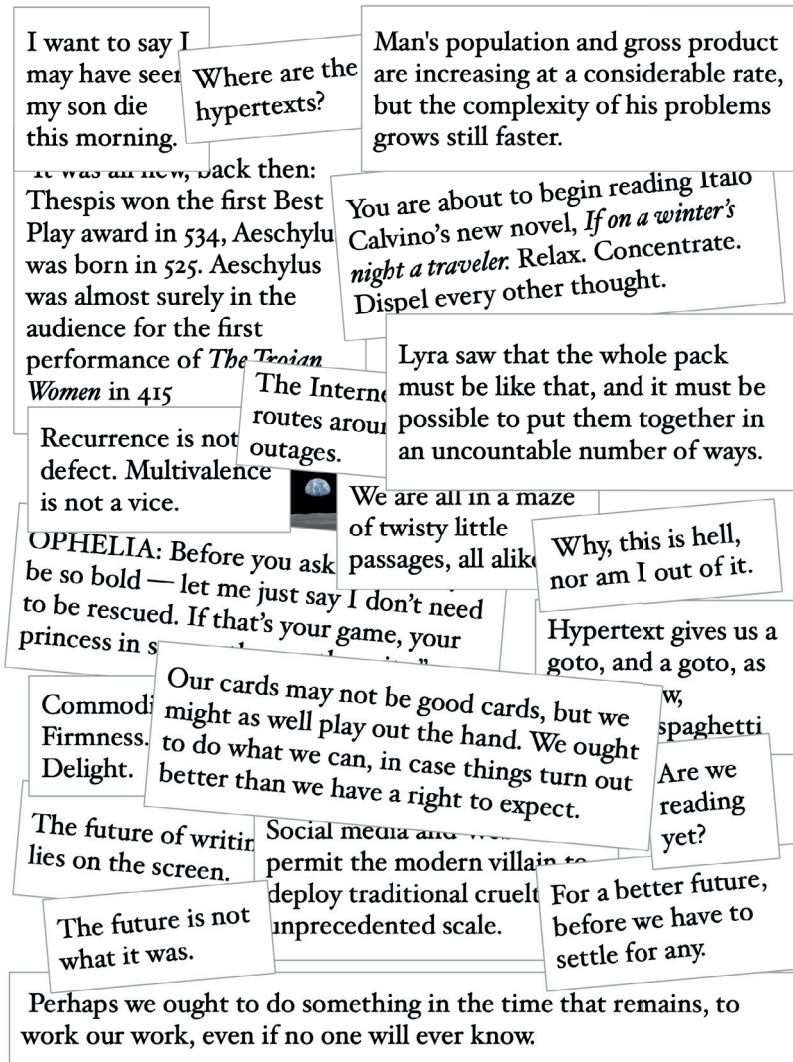 I want to say I
may have seen
my son die
this morning.
Where are the
hypertexts?
Man's population and gross product
are increasing at a considerable rate,
but the complexity of his problems
grows still faster.
It was all new, back then:
Thespis won the first Best
Play award in 534, Aeschylu
was born in 525. Aeschylus
was almost surely in the
audience for the first
performance of The Trojan
Women in 415
You are about to begin reading Italo
Calvino’s new novel, If on a winter’s
night a traveler. Relax. Concentrate.
Dispel every other thought.
Lyra saw that the whole pack
must be like that, and it must be
possible to put them together in
an uncountable number of ways.
The Interne
routes arou
outages.
Recurrence is not
defect. Multivalence
is not a vice.
We are all in a maze
of twisty little
passages, all alik
Why, this is hell,
nor am I out of it.
OPHELIA: Before you ask
be so bold — let me just say I don’t need
to be rescued. If that’s your game, your
princess in
Hypertext gives us a
goto, and a goto, as
w,
spaghetti
Commodi
Firmness.
Delight.
Our cards may not be good cards, but we
might as well play out the hand. We ought
to do what we can, in case things turn out
better than we have a right to expect.
Are we
reading
yet?
The future of writin
lies on the screen.
Social media and
permit the modern villain to
deploy traditional cruelt
unprecedented scale.
For a better future,
before we have to
settle for any.
The future is not
what it was.
Perhaps we ought to do something in the time that remains, to
work our work, even if no one will ever know.